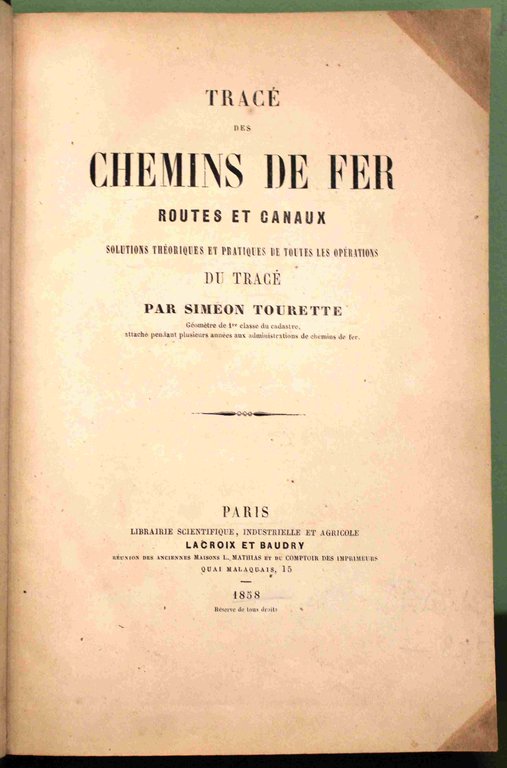 TRACÉ
DES
CHEMINS DE FER
ROUTES ET CANAUX
SOLUTIONS THÉORIQUES ET PRATIQUES DE TOUTES LES OPÉRATIONS
DU TRACÉ
PAR SIMÉON TOURETTE
Géomètre de 1re classe du cadastre,
attaché pendant plusieurs années aux administrations de chemins de fer.
PARIS
LIBRAIRIE SCIENTIFIQUE, INDUSTRIELLE ET AGRICOLE
LACROIX ET BAUDRY
RÉUNION DES ANCIENNES MAISONS L. MATHIAS ET DU COMPTOIR DES IMPRIMEURS
QUAI MALAQUAIS, 15
1858
Réserve de tous droits